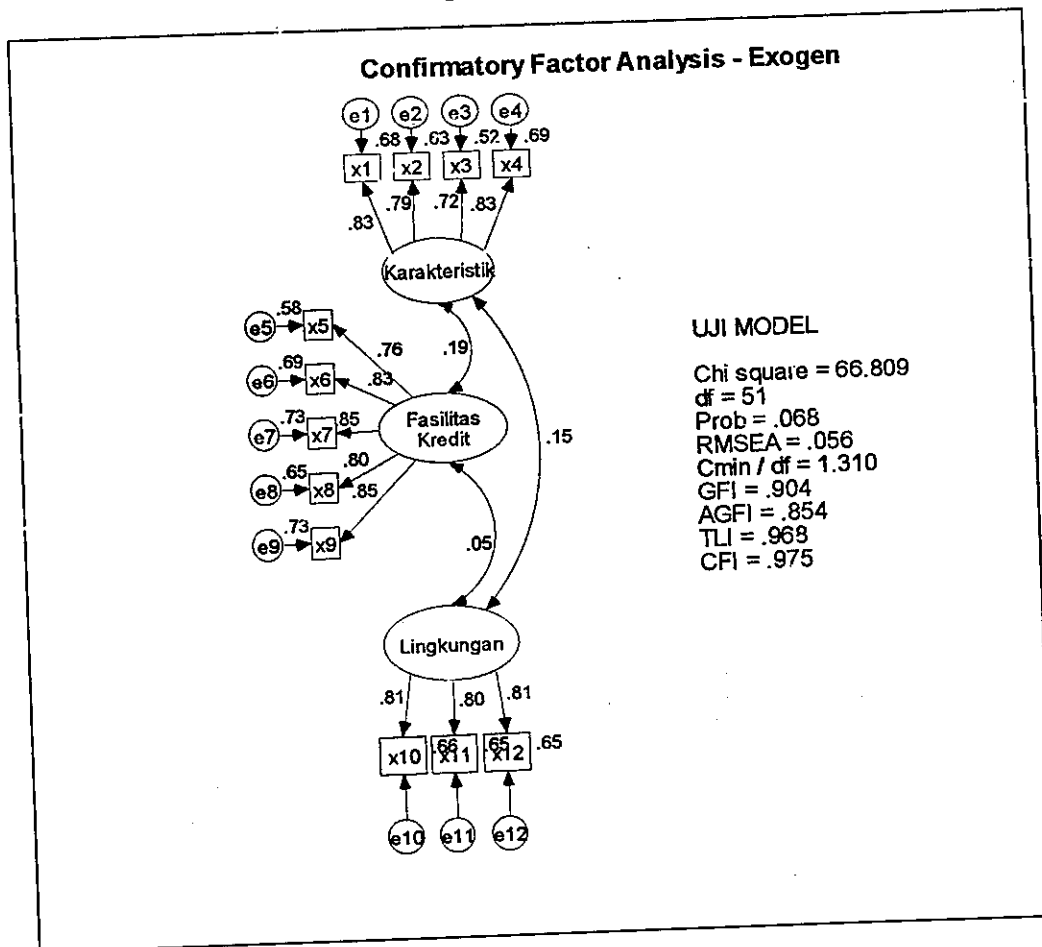 Confirmatory Factor Analysis - Exogen
e1 e2 e3 e4
.68 .63 .52 .69
x1 x2 x3 x4
.83 .79 .72 .83
Karakteristik
.58
e5 x5
.76
.19
.69
e6 x6
.83
.73
e7 x7
.85
Fasilitas
Kredit
.15
.80
.65
e8 x8
.85
.73
e9 x9
.05
UJI MODEL
Chi square = 66.809
df = 51
Prob = .068
RMSEA = .056
Cmin / df = 1.310
GFI = .904
AGFI = .854
TLI = .968
CFI = .975
Lingkungan
.81 .80 .81
.66 .65 .65
x10 x11 x12
e10 e11 e12